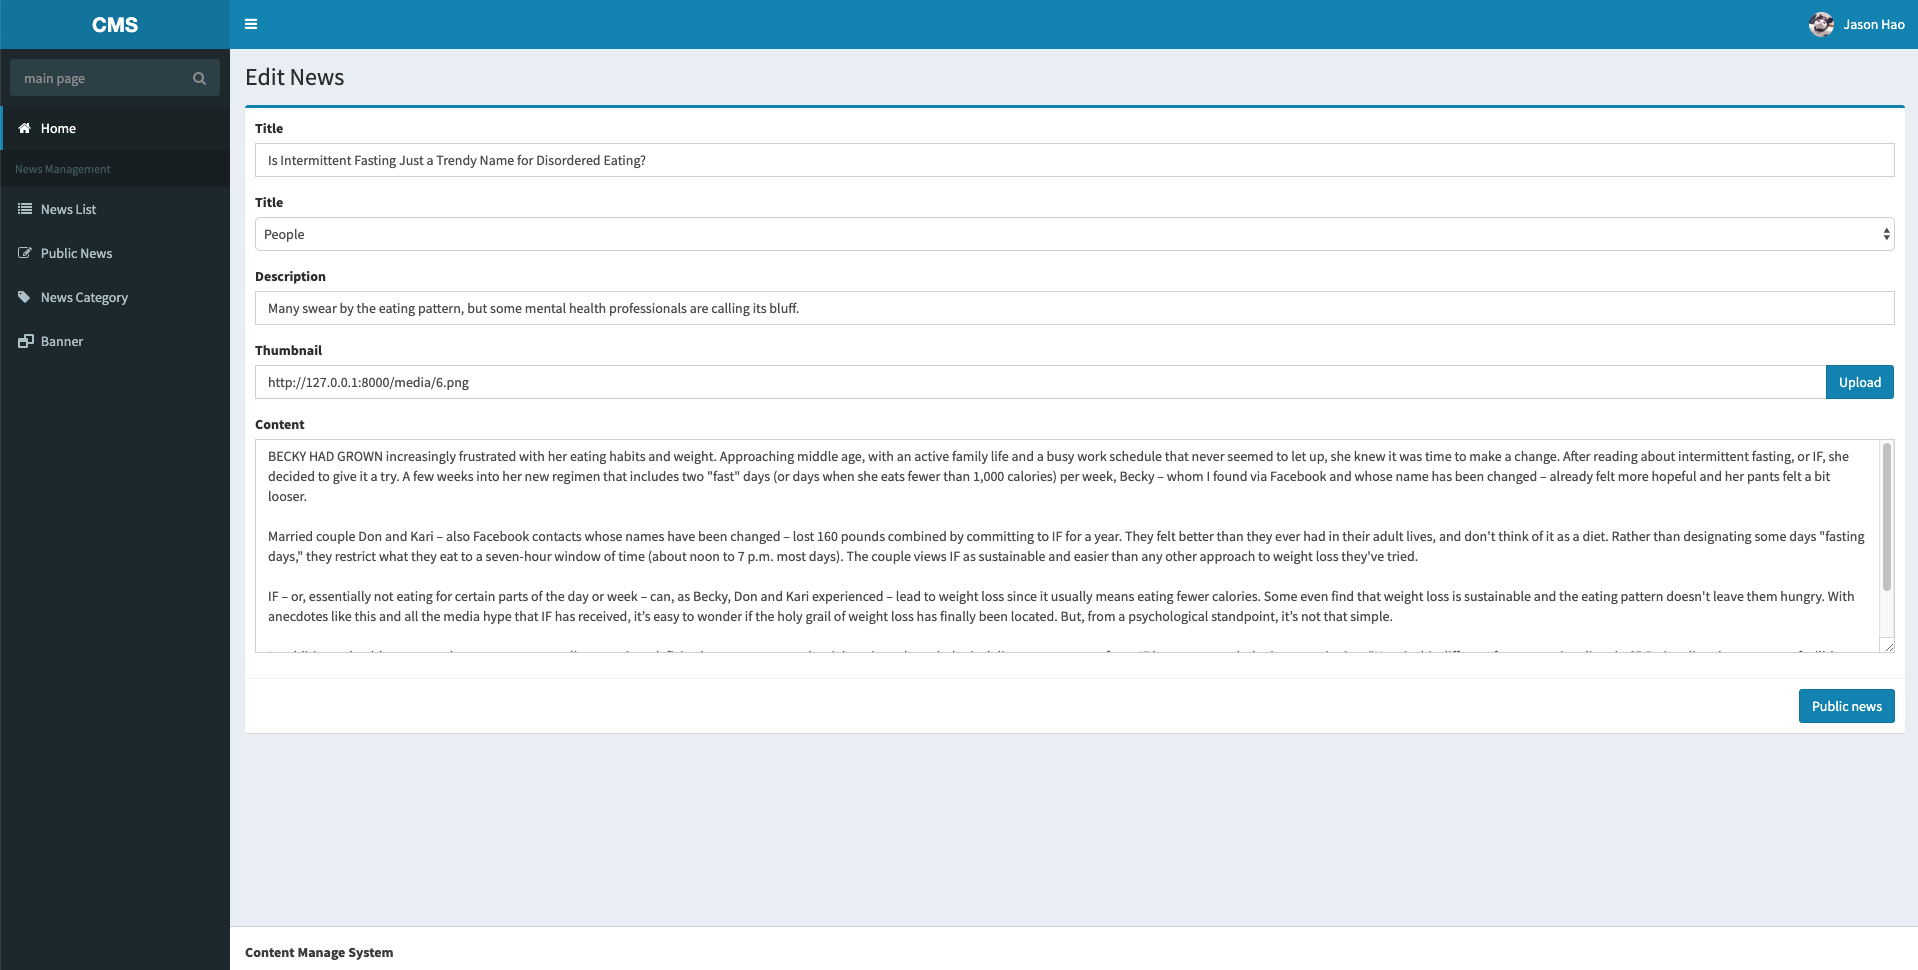 CMS
Jason Hao
main page
Home
News Management
News List
Public News
News Category
Banner
Edit News
Title
Is Intermittent Fasting Just a Trendy Name for Disordered Eating?
Title
People
Description
Many swear by the eating pattern, but some mental health professionals are calling its bluff.
Thumbnail
http://127.0.0.1:8000/media/6.png
Upload
Content
BECKY HAD GROWN increasingly frustrated with her eating habits and weight. Approaching middle age, with an active family life and a busy work schedule that never seemed to let up, she knew it was time to make a change. After reading about intermittent fasting, or IF, she
decided to give it a try. A few weeks into her new regimen that includes two "fast" days (or days when she eats fewer than 1,000 calories) per week, Becky – whom I found via Facebook and whose name has been changed – already felt more hopeful and her pants felt a bit
looser.
Married couple Don and Kari – also Facebook contacts whose names have been changed – lost 160 pounds combined by committing to IF for a year. They felt better than they ever had in their adult lives, and don't think of it as a diet. Rather than designating some days "fasting
days," they restrict what they eat to a seven-hour window of time (about noon to 7 p.m. most days). The couple views IF as sustainable and easier than any other approach to weight loss they've tried.
IF – or, essentially not eating for certain parts of the day or week – can, as Becky, Don and Kari experienced – lead to weight loss since it usually means eating fewer calories. Some even find that weight loss is sustainable and the eating pattern doesn't leave them hungry. With
anecdotes like this and all the media hype that IF has received, it’s easy to wonder if the holy grail of weight loss has finally been located. But, from a psychological standpoint, it’s not that simple.
Public news
Content Manage System